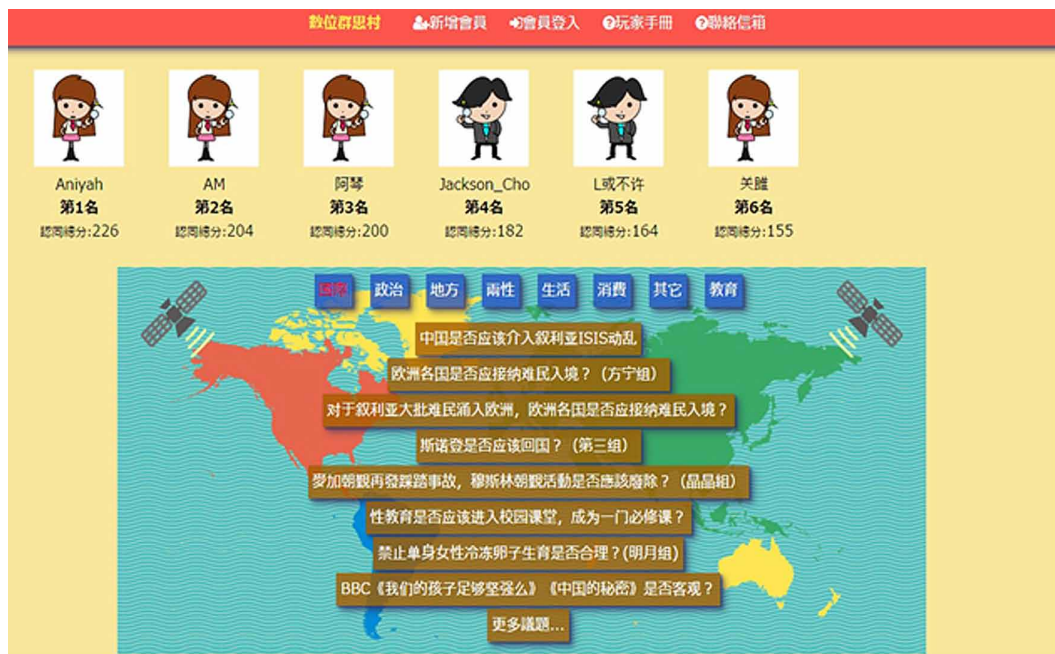 數位群思村 新增會員 會員登入 玩家手冊 聯絡信箱
Aniyah AM 阿琴 Jackson_Cho L或不许 关雎
第1名 第2名 第3名 第4名 第5名 第6名
認同總分:226 認同總分:204 認同總分:200 認同總分:182 認同總分:164 認同總分:155
國際 政治 地方 兩性 生活 消費 其它 教育
中国是否应该介入叙利亚ISIS动乱
欧洲各国是否应接纳难民入境？（方宁组）
对于叙利亚大批难民涌入欧洲，欧洲各国是否应接纳难民入境？
斯诺登是否应该回国？（第三组）
麥加朝觀再發踩踏事故，穆斯林朝觀活動是否應該廢除？（晶晶組）
性教育是否应该进入校园课堂，成为一门必修课？
禁止单身女性冷冻卵子生育是否合理？(明月组)
BBC《我们的孩子足够坚强么》《中国的秘密》是否客观？
更多議題...